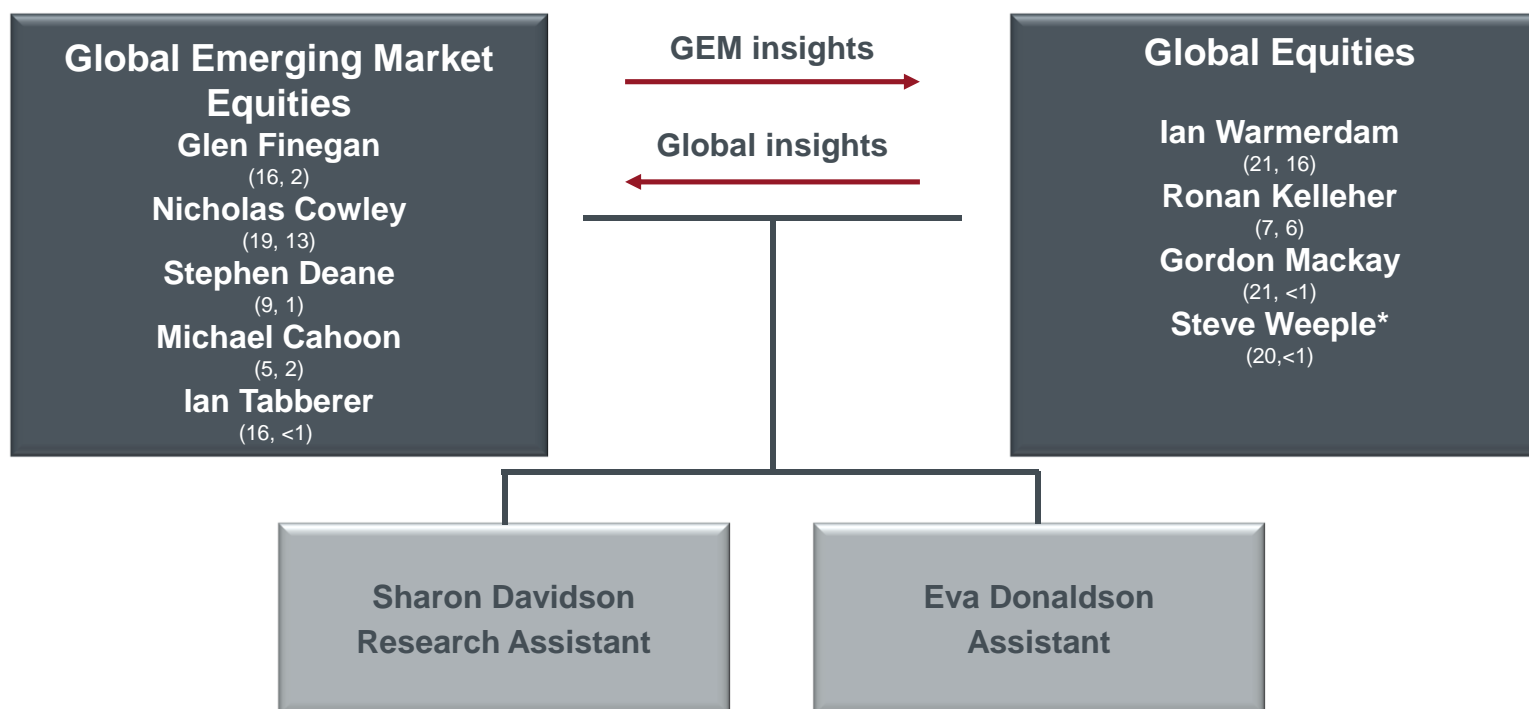 Global Emerging Market
Equities
Glen Finegan
(16, 2)
Nicholas Cowley
(19, 13)
Stephen Deane
(9, 1)
Michael Cahoon
(5, 2)
Ian Tabberer
(16, <1)
GEM insights
Global insights
Global Equities
Ian Warmerdam
(21, 16)
Ronan Kelleher
(7, 6)
Gordon Mackay
(21, <1)
Steve Weeple*
(20,<1)
Sharon Davidson
Research Assistant
Eva Donaldson
Assistant